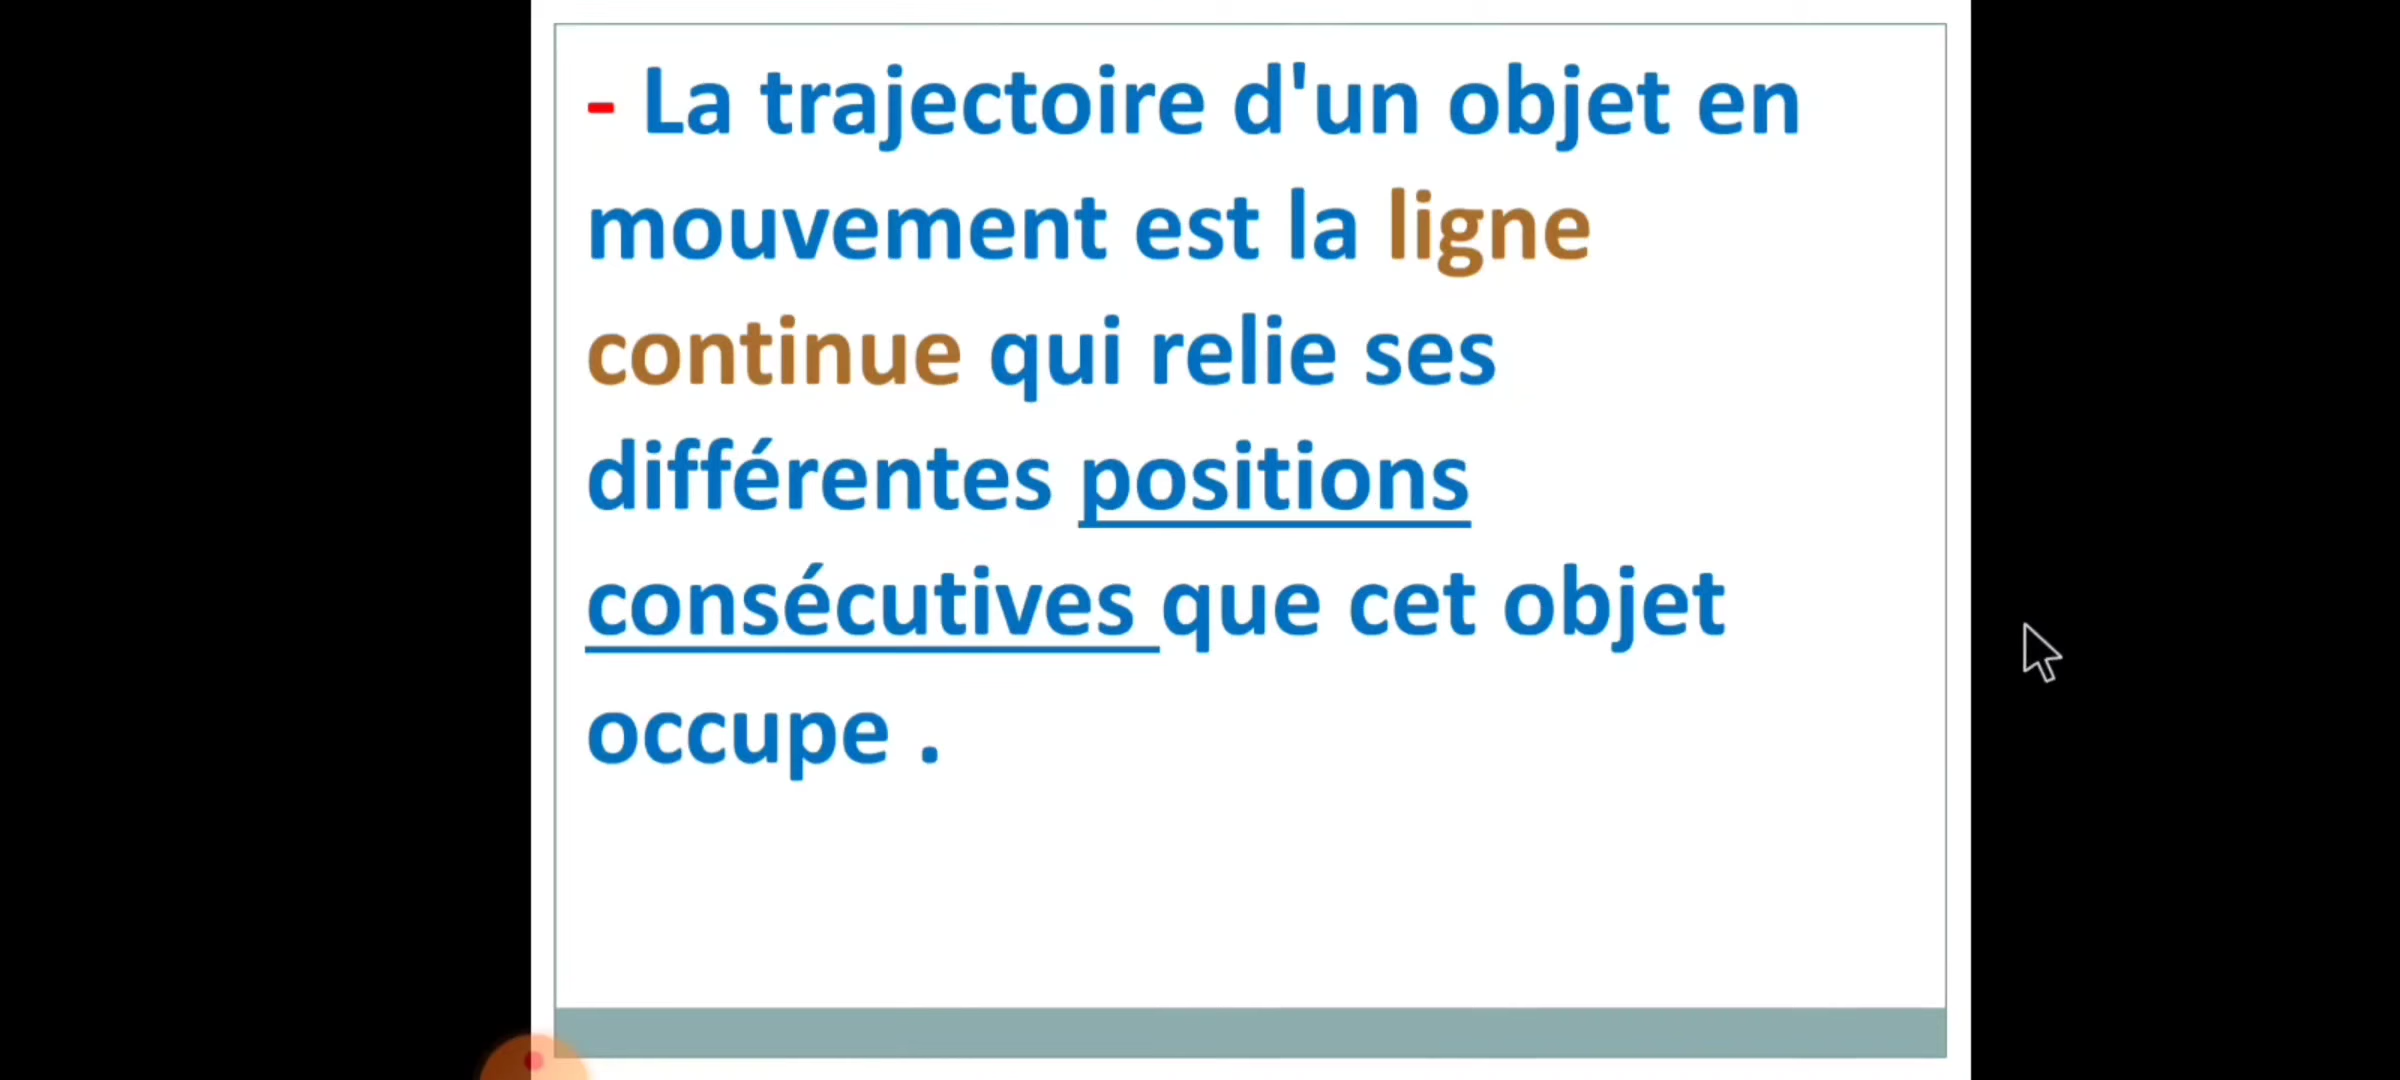 - La trajectoire d'un objet en
mouvement est la ligne
continue qui relie ses
différentes positions
consécutives que cet objet
occupe .